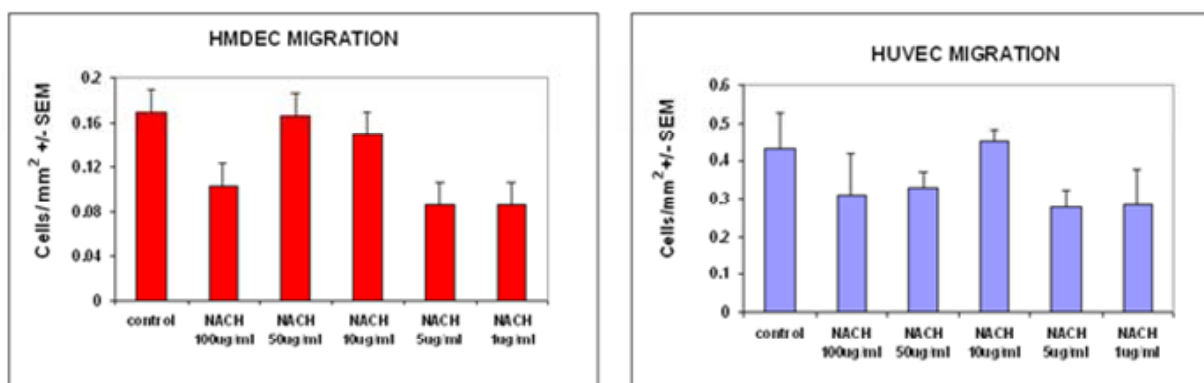 HMDEC MIGRATION
Cells/mm² +/- SEM
0.2
0.16
0.12
0.08
0.04
0
control NACH NACH NACH NACH NACH
100ug/ml 50ug/ml 10ug/ml 5ug/ml 1ug/ml
HUVEC MIGRATION
Cells/mm² +/- SEM
0.6
0.5
0.4
0.3
0.2
0.1
0
control NACH NACH NACH NACH NACH
100ug/ml 50ug/ml 10ug/ml 5ug/ml 1ug/ml